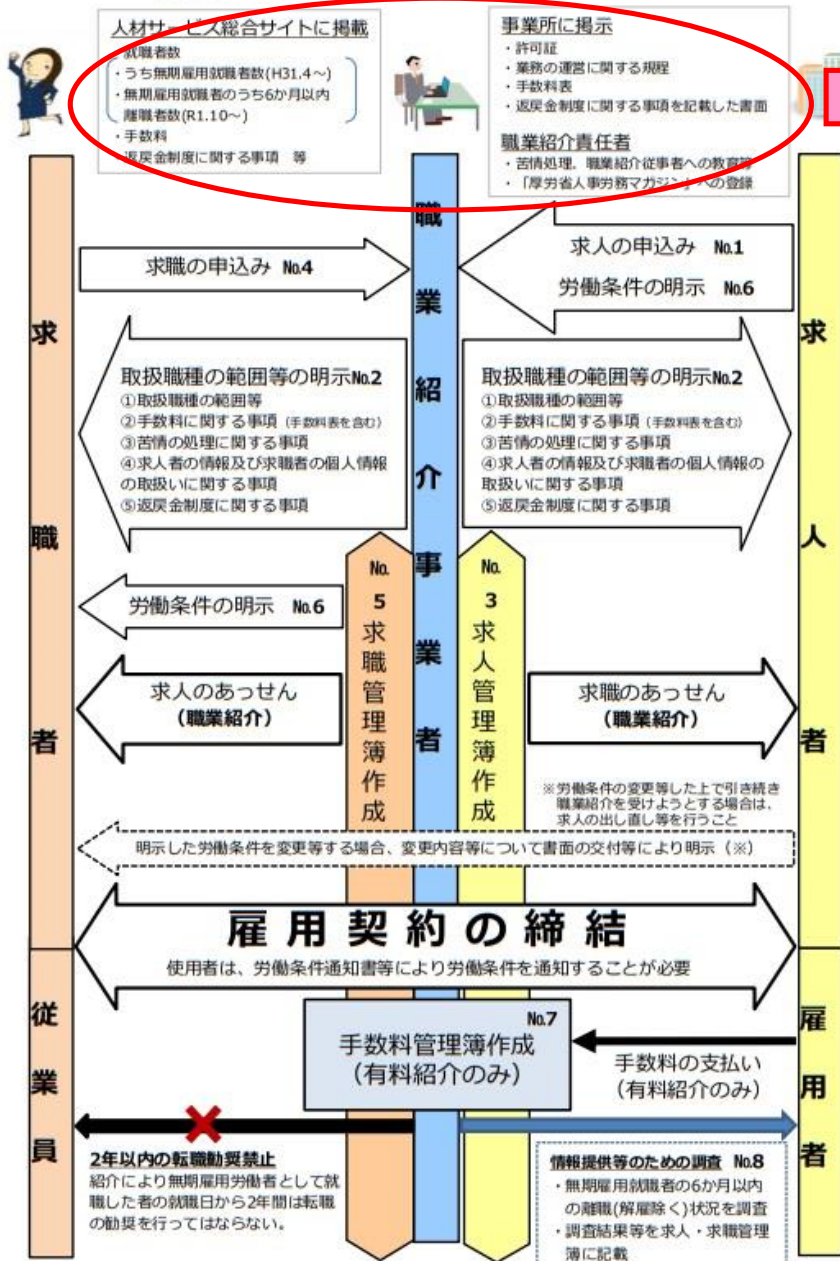 人材サービス総合サイトに掲載
・就職者数
・うち無期雇用就職者数(H31.4～)
・無期雇用就職者のうち6か月以内
離職者数(R1.10～)
・手数料
・返戻金制度に関する事項 等
事業所に掲示
・許可証
・業務の運営に関する規程
・手数料表
・返戻金制度に関する事項を記載した書面
職業紹介責任者
・苦情処理、職業紹介従事者への教育等
・「厚労省人事労務マガジン」への登録
求職者
職業紹介事業者
求人者
求職の申込み №4
求人の申込み №1
労働条件の明示 №6
取扱職種の範囲等の明示№2
①取扱職種の範囲等
②手数料に関する事項（手数料表を含む）
③苦情の処理に関する事項
④求人者の情報及び求職者の個人情報
の取扱いに関する事項
⑤返戻金制度に関する事項
取扱職種の範囲等の明示№2
①取扱職種の範囲等
②手数料に関する事項（手数料表を含む）
③苦情の処理に関する事項
④求人者の情報及び求職者の個人情報の
取扱いに関する事項
⑤返戻金制度に関する事項
№5求職管理簿作成
№3求人管理簿作成
労働条件の明示 №6
求人のあっせん
（職業紹介）
求職のあっせん
（職業紹介）
※労働条件の変更等した上で引き続き
職業紹介を受けようとする場合は、
求人の出し直し等を行うこと
明示した労働条件を変更等する場合、変更内容等について書面の交付等により明示（※）
雇用契約の締結
使用者は、労働条件通知書等により労働条件を通知することが必要
従業員
雇用者
№7
手数料管理簿作成
（有料紹介のみ）
手数料の支払い
（有料紹介のみ）
2年以内の転職勧奨禁止
紹介により無期雇用労働者として就
職した者の就職日から2年間は転職
の勧奨を行ってはならない。
情報提供等のための調査 №8
・無期雇用就職者の6か月以内
の離職(解雇除く)状況を調査
・調査結果等を求人・求職管理
簿に記載